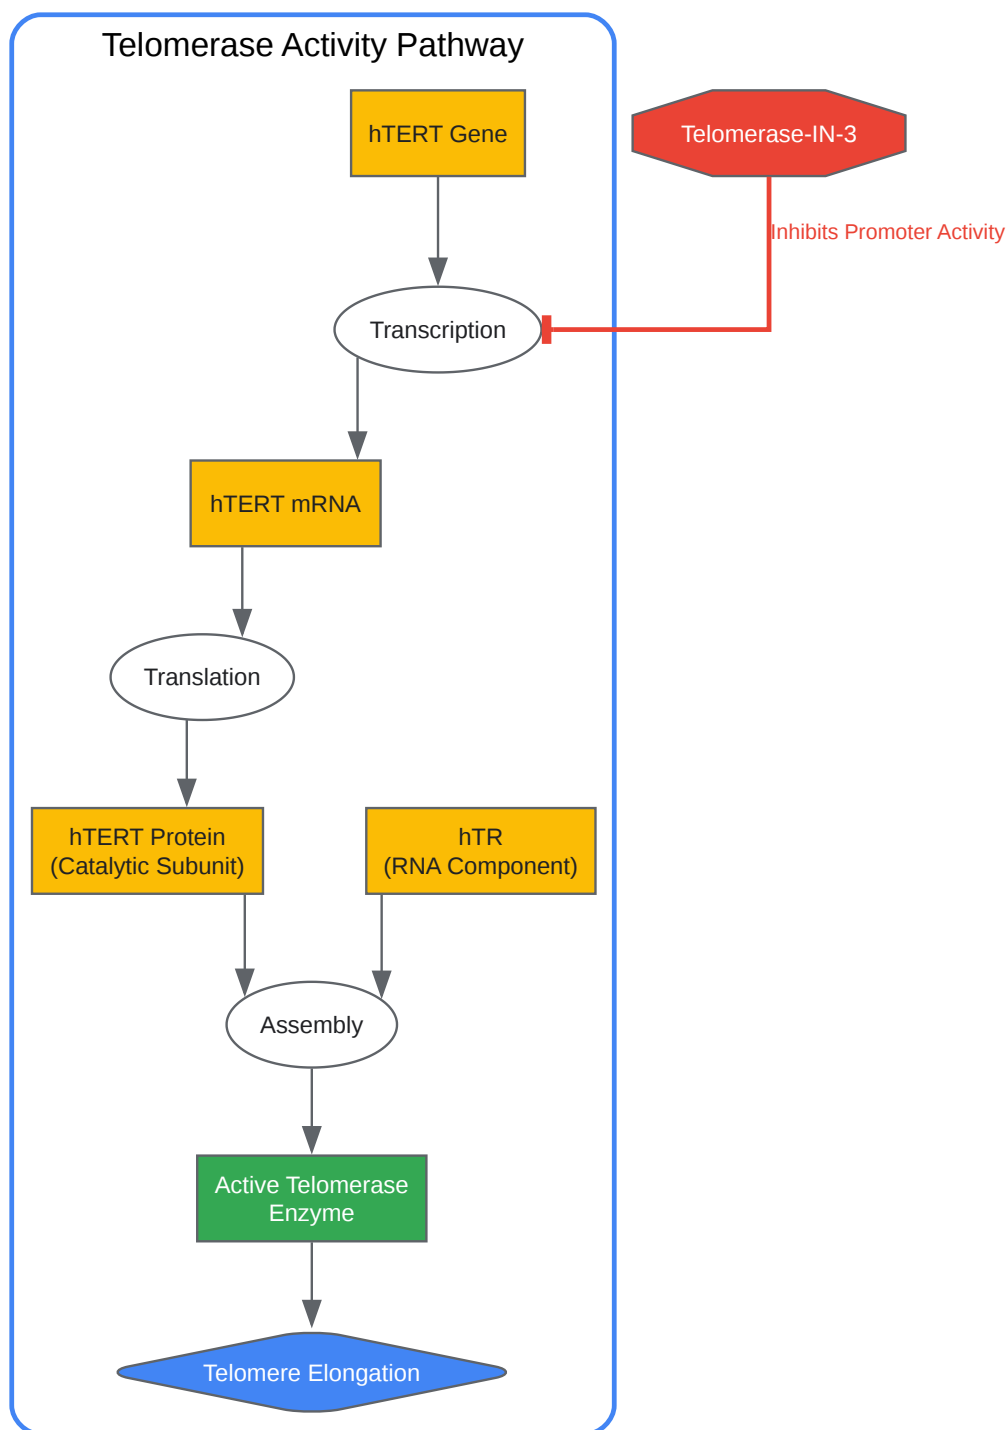 Telomerase Activity Pathway
hTERT Gene
Telomerase-IN-3
Inhibits Promoter Activity
Transcription
hTERT mRNA
Translation
hTERT Protein
(Catalytic Subunit)
hTR
(RNA Component)
Assembly
Active Telomerase
Enzyme
Telomere Elongation